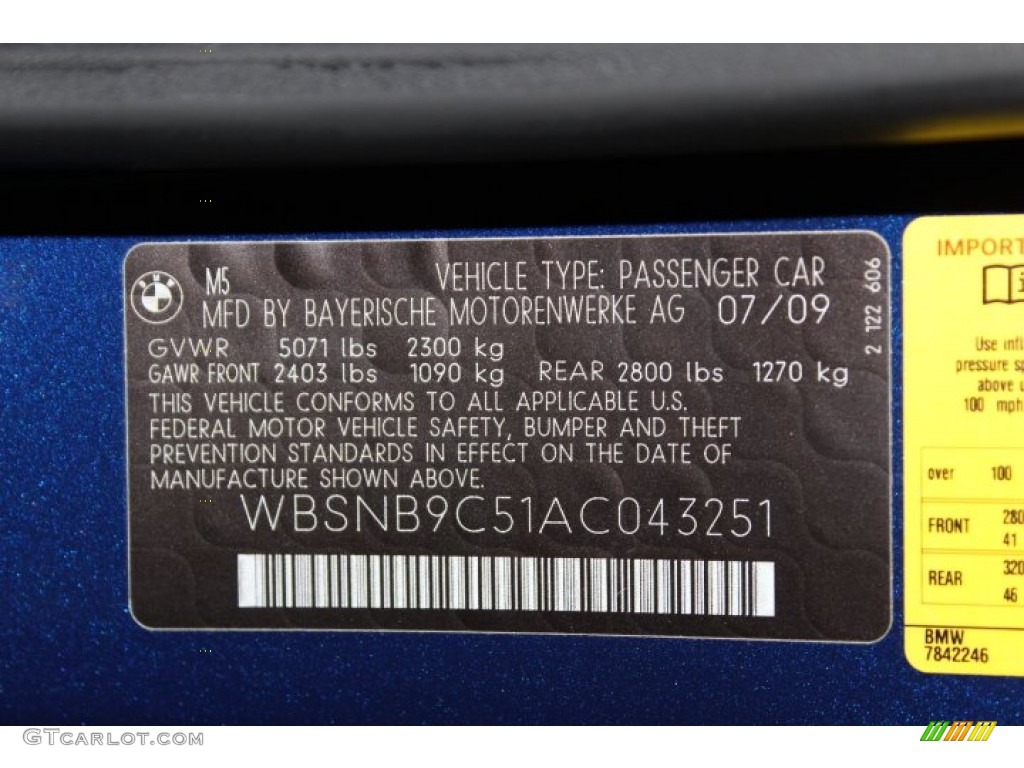 M5 VEHICLE TYPE: PASSENGER CAR
MFD BY BAYERISCHE MOTORENWERKE AG 07/09
GVWR 5071 lbs 2300 kg
GAWR FRONT 2403 lbs 1090 kg REAR 2800 lbs 1270 kg
THIS VEHICLE CONFORMS TO ALL APPLICABLE U.S.
FEDERAL MOTOR VEHICLE SAFETY, BUMPER AND THEFT
PREVENTION STANDARDS IN EFFECT ON THE DATE OF
MANUFACTURE SHOWN ABOVE.
WBSNB9C51AC043251
2 122 606
BMW
IMPORT
Use infl
pressure sp
above u
100 mph
over 100
FRONT 280
41
REAR 320
46
BMW
7842246
GTcarlot.com